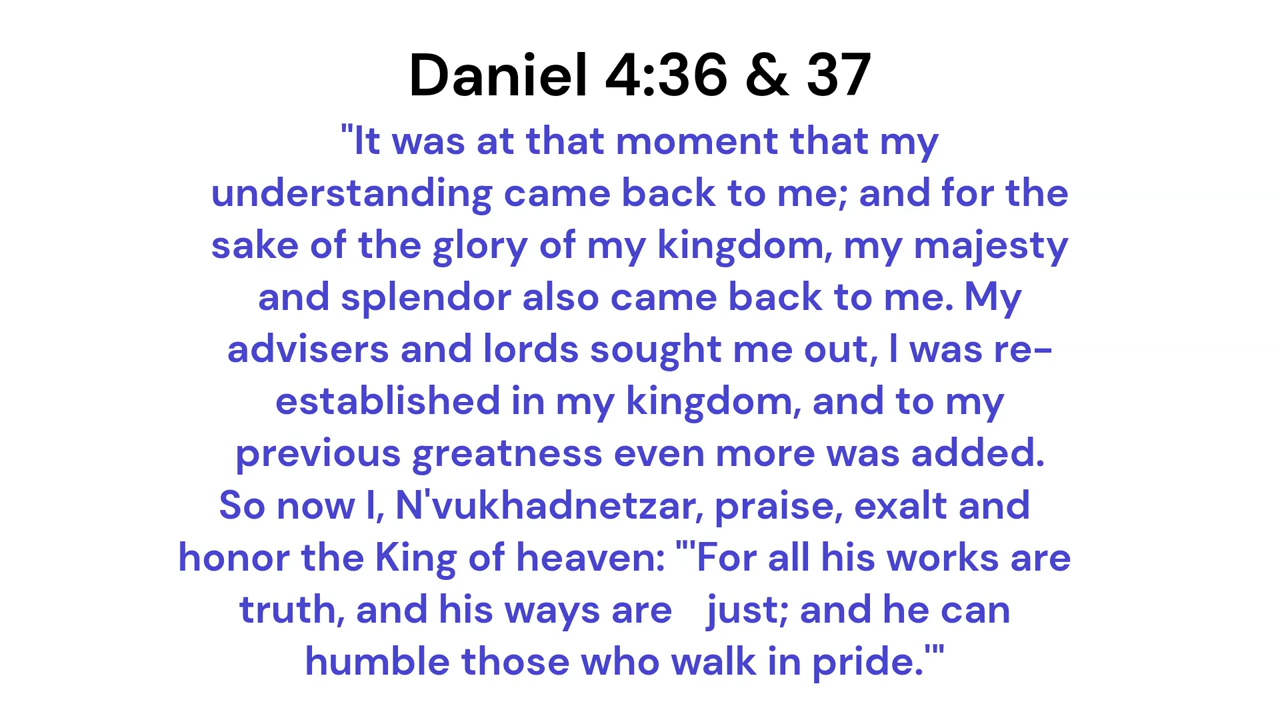 Daniel 4:36 & 37
"It was at that moment that my
understanding came back to me; and for the
sake of the glory of my kingdom, my majesty
and splendor also came back to me. My
advisers and lords sought me out, I was re-
established in my kingdom, and to my
previous greatness even more was added.
So now I, N'vukhadnetzar, praise, exalt and
honor the King of heaven: "'For all his works are
truth, and his ways are   just; and he can
humble those who walk in pride.'"